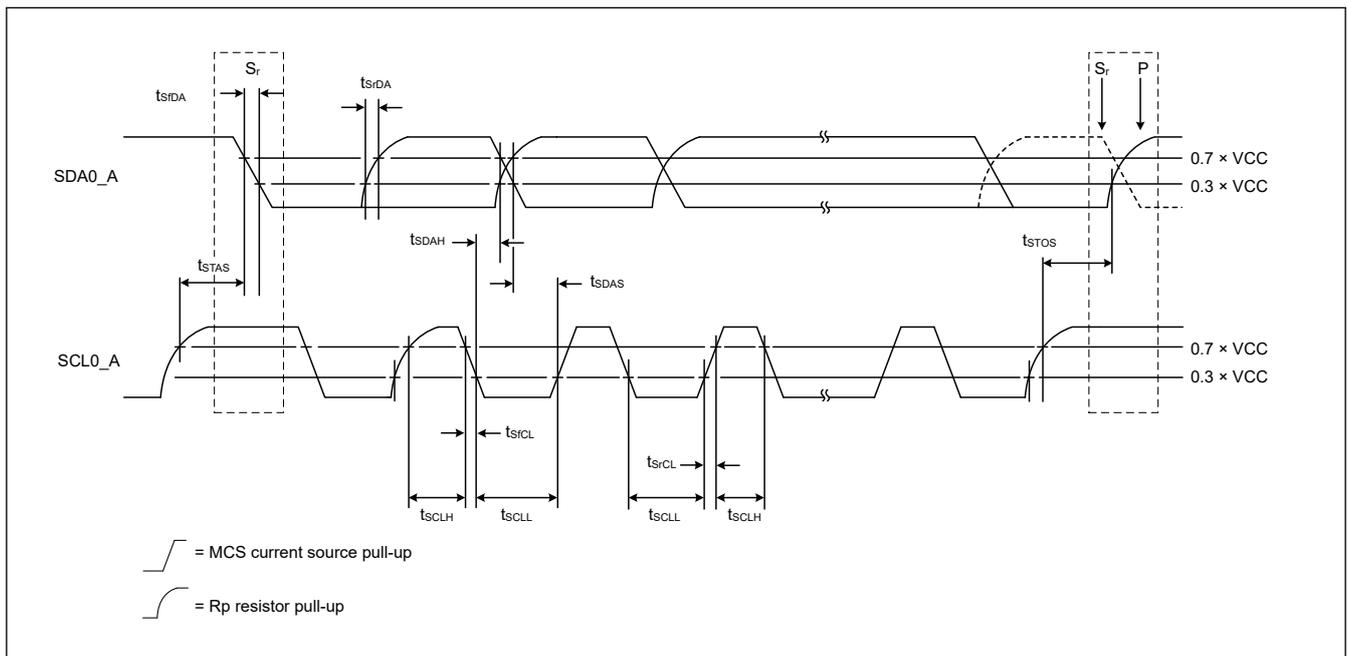 Sr
Sr P
tSfDA
tSrDA
0.7 × VCC
SDA0_A
0.3 × VCC
tSDAH
tSTOS
tSTAS
tSDAS
SCL0_A
0.7 × VCC
0.3 × VCC
tSfCL
tSrCL
tSCLH
tSCLL
tSCLL
tSCLH
= MCS current source pull-up
= Rp resistor pull-up